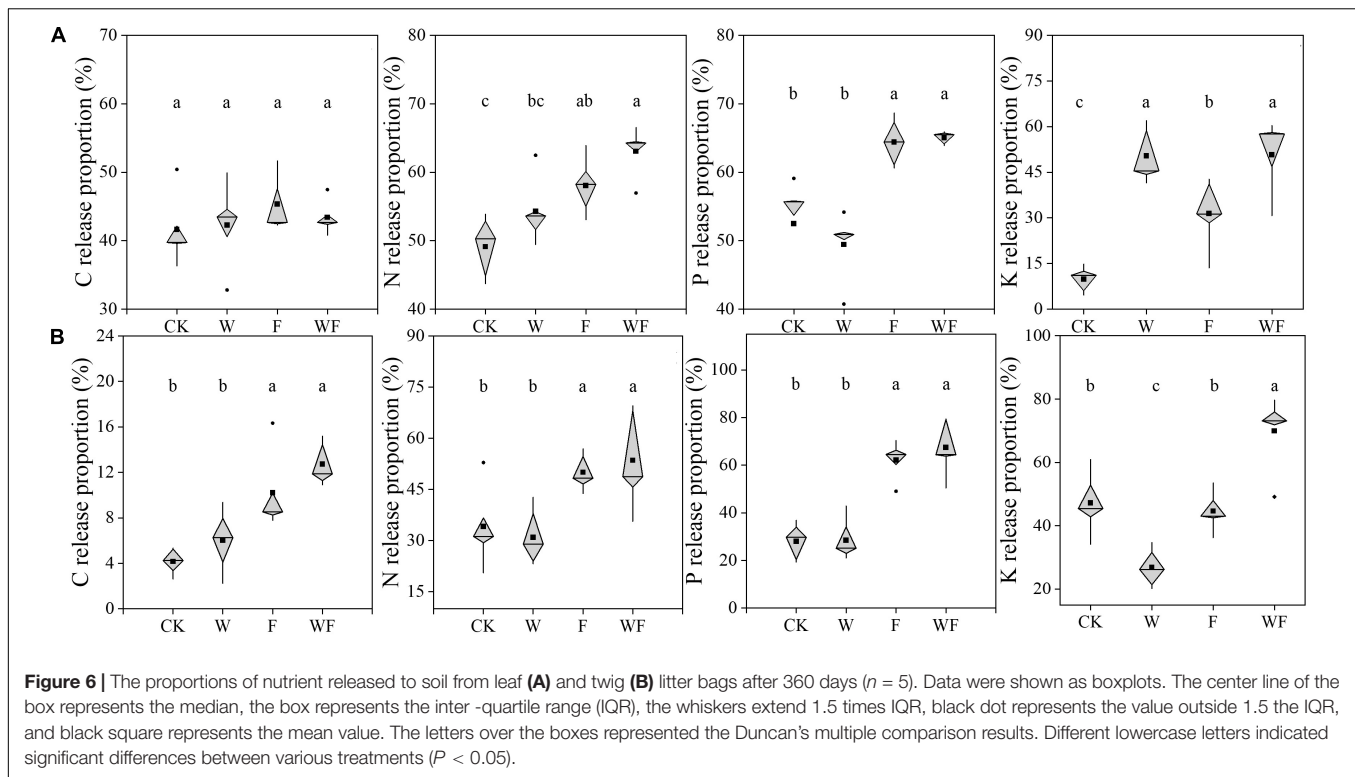 A
C release proportion (%)
70
60
50
40
30
a a a a
CK W F WF
N release proportion (%)
80
70
60
50
40
c bc ab a
CK W F WF
P release proportion (%)
80
70
60
50
40
b b a a
CK W F WF
K release proportion (%)
90
75
60
45
30
15
0
c a b a
CK W F WF
B
C release proportion (%)
24
20
16
12
8
4
0
b b a a
CK W F WF
N release proportion (%)
90
75
60
45
30
15
b b a a
CK W F WF
P release proportion (%)
100
80
60
40
20
0
b b a a
CK W F WF
K release proportion (%)
100
80
60
40
20
b c b a
CK W F WF
Figure 6 | The proportions of nutrient released to soil from leaf (A) and twig (B) litter bags after 360 days (n = 5). Data were shown as boxplots. The center line of the
box represents the median, the box represents the inter -quartile range (IQR), the whiskers extend 1.5 times IQR, black dot represents the value outside 1.5 the IQR,
and black square represents the mean value. The letters over the boxes represented the Duncan's multiple comparison results. Different lowercase letters indicated
significant differences between various treatments (P < 0.05).